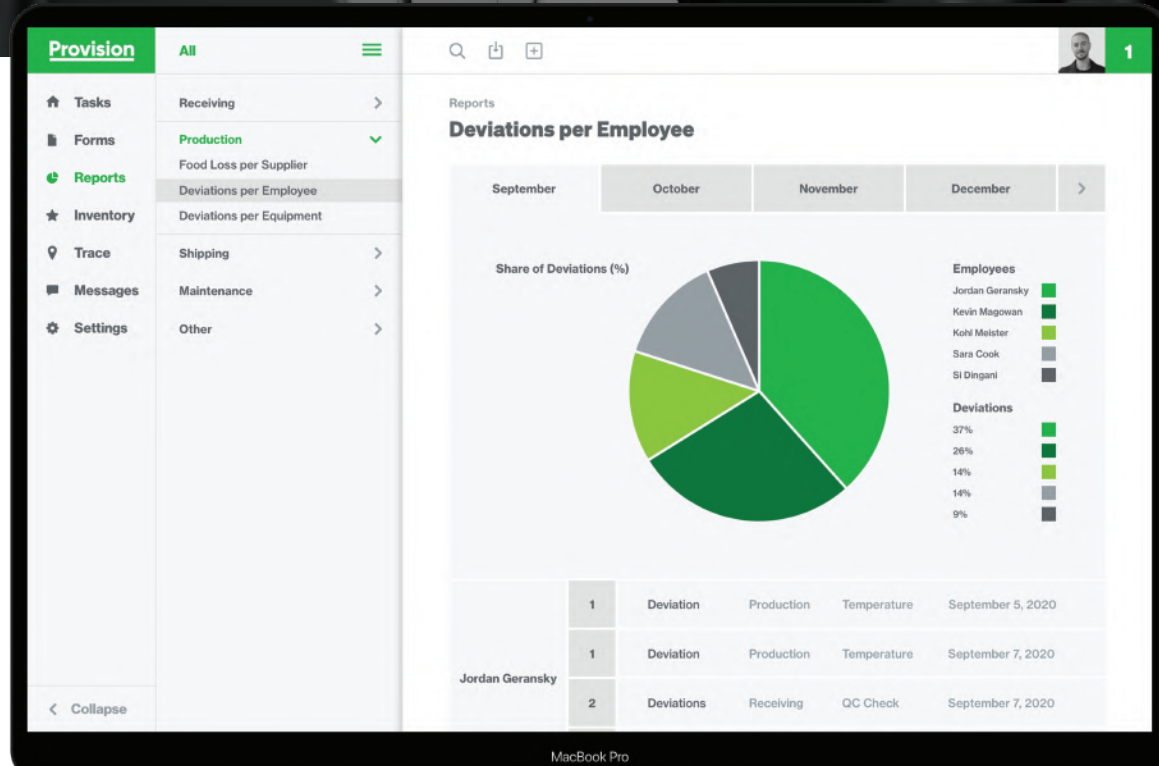 Provision
All
1
Tasks
Forms
Reports
Inventory
Trace
Messages
Settings
Collapse
Receiving
Production
Food Loss per Supplier
Deviations per Employee
Deviations per Equipment
Shipping
Maintenance
Other
Reports
Deviations per Employee
September October November December
Share of Deviations (%)
Employees
Jordan Geransky
Kevin Magowan
Kohl Meister
Sara Cook
Si Dingani
Deviations
37%
26%
14%
14%
9%
Jordan Geransky
1 Deviation Production Temperature September 5, 2020
1 Deviation Production Temperature September 7, 2020
2 Deviations Receiving QC Check September 7, 2020
MacBook Pro